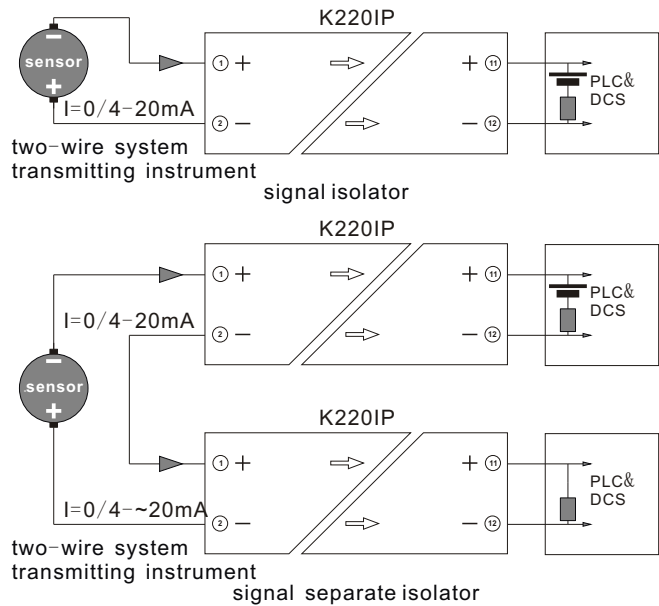 K220IP
−
sensor
+
① +
+ ⑪
PLC&
DCS
I=0/4−20mA
② −
− ⑫
two−wire system
transmitting instrument
signal isolator
K220IP
① +
+ ⑪
PLC&
DCS
I=0/4−20mA
② −
− ⑫
−
.sensor
+
K220IP
① +
+ ⑪
PLC&
DCS
I=0/4−~20mA
② −
− ⑫
two−wire system
transmitting instrument
signal separate isolator